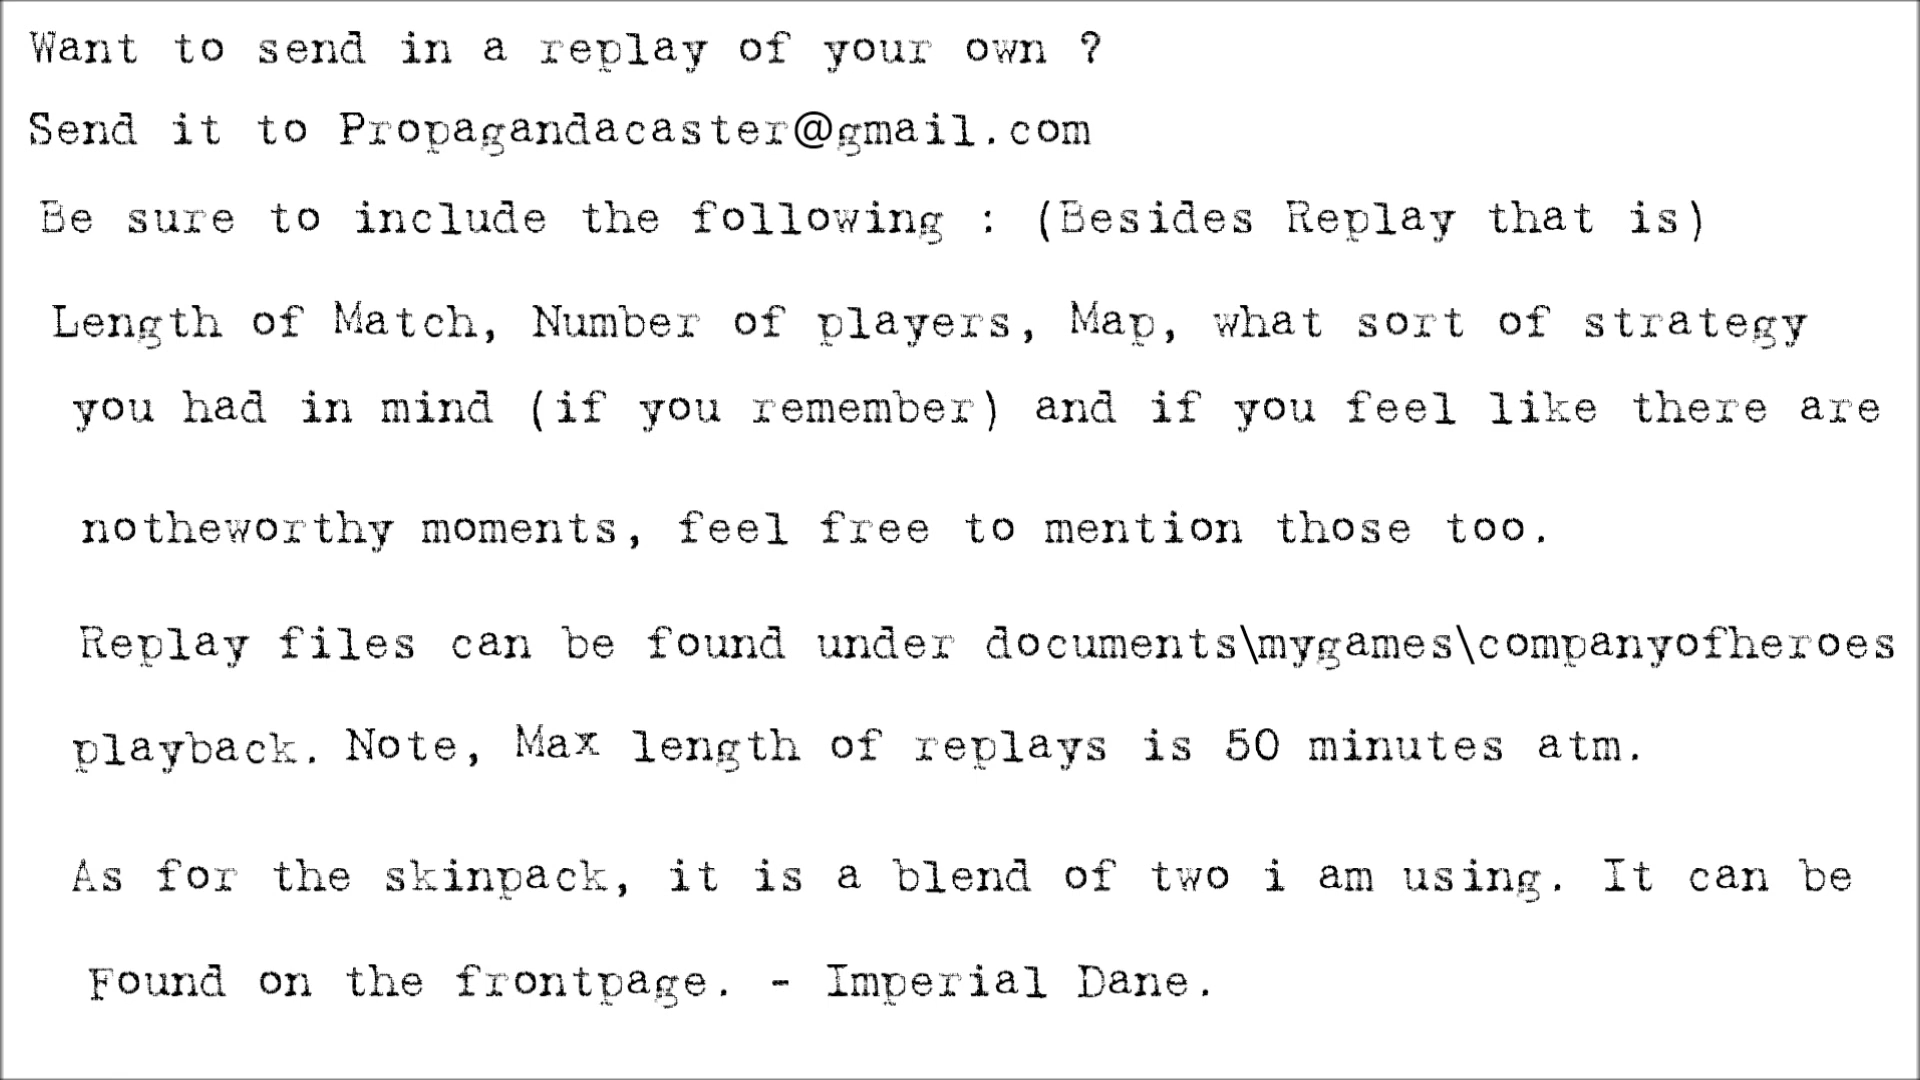 Want to send in a replay of your own ?
Send it to Propagandacaster@gmail.com
Be sure to include the following : (Besides Replay that is)
Length of Match, Number of players, Map, what sort of strategy
you had in mind (if you remember) and if you feel like there are
notheworthy moments, feel free to mention those too.
Replay files can be found under documents\mygames\companyofheroes
playback. Note, Max length of replays is 50 minutes atm.
As for the skinpack, it is a blend of two i am using. It can be
Found on the frontpage. - Imperial Dane.